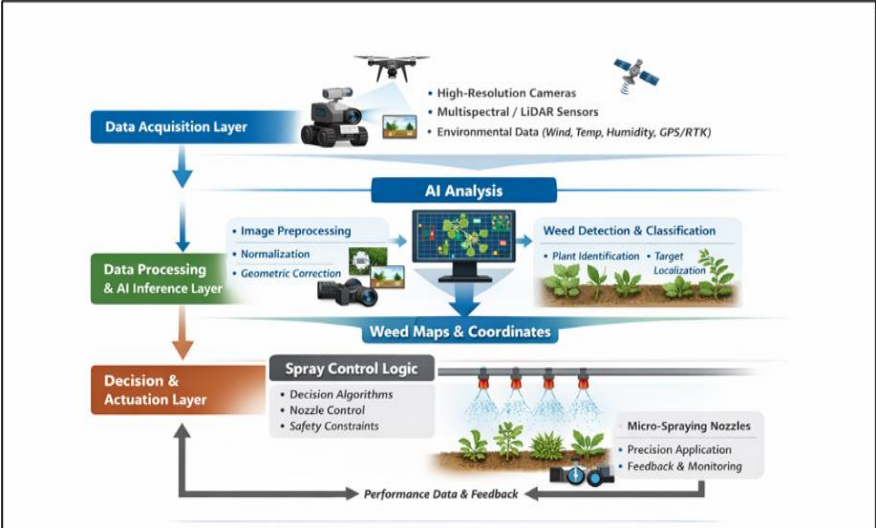 • High-Resolution Cameras
• Multispectral / LiDAR Sensors
• Environmental Data (Wind, Temp, Humidity, GPS/RTK)
Data Acquisition Layer
AI Analysis
• Image Preprocessing
• Normalization
• Geometric Correction
Weed Detection & Classification
• Plant Identification • Target
Localization
Data Processing
& AI Inference Layer
Weed Maps & Coordinates
Decision &
Actuation Layer
Spray Control Logic
• Decision Algorithms
• Nozzle Control
• Safety Constraints
Micro-Spraying Nozzles
• Precision Application
• Feedback & Monitoring
Performance Data & Feedback